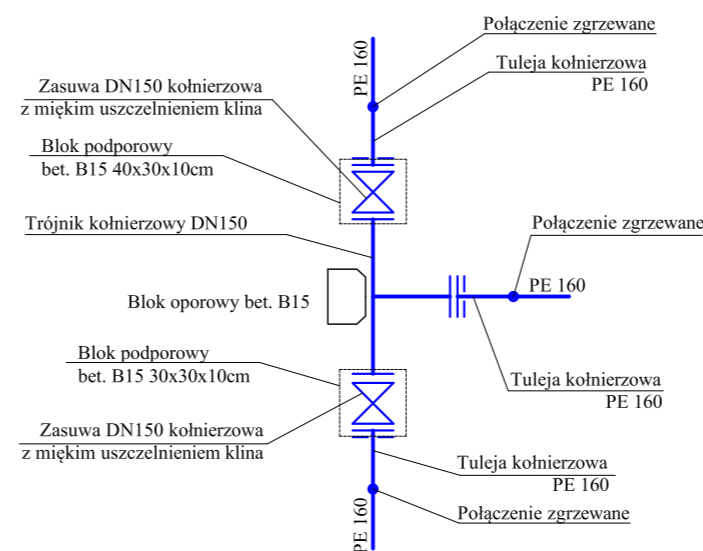 Połączenie zgrzewane
PE 160
Tuleja kołnierzowa
PE 160
Zasuwa DN150 kołnierzowa
z miękim uszczelnieniem klina
Blok podporowy
bet. B15 40x30x10cm
Trójnik kołnierzowy DN150
Połączenie zgrzewane
PE 160
Blok oporowy bet. B15
Blok podporowy
bet. B15 30x30x10cm
Tuleja kołnierzowa
PE 160
Zasuwa DN150 kołnierzowa
z miękim uszczelnieniem klina
Tuleja kołnierzowa
PE 160
Połączenie zgrzewane
PE 160